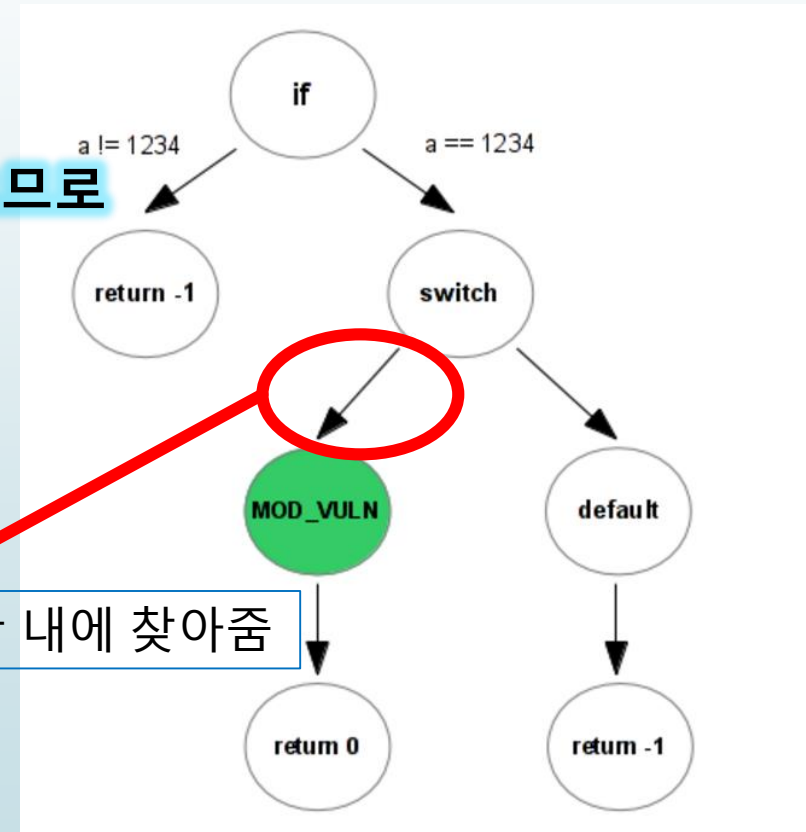 if
a != 1234
a == 1234
므로
return -1
switch
MOD_VULN
default
내에 찾아줌
return 0
return -1